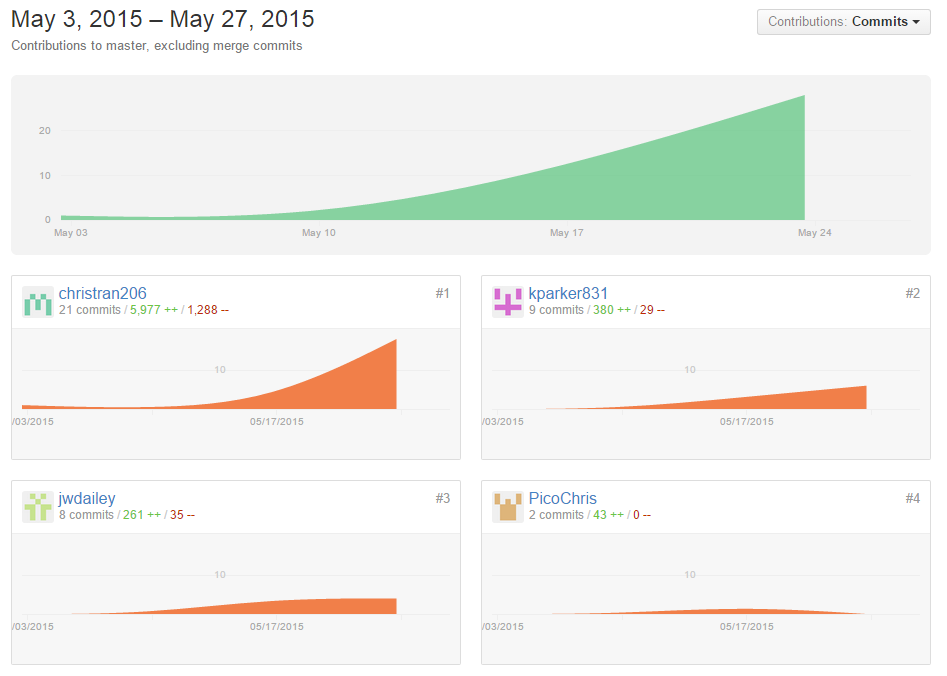 May 3, 2015 – May 27, 2015
Contributions: Commits
Contributions to master, excluding merge commits
20
10
0
May 03
May 10
May 17
May 24
christran206
#1
21 commits / 5,977 ++ / 1,288 --
10
/03/2015
05/17/2015
kparker831
#2
9 commits / 380 ++ / 29 --
10
/03/2015
05/17/2015
jwdailey
#3
8 commits / 261 ++ / 35 --
10
/03/2015
05/17/2015
PicoChris
#4
2 commits / 43 ++ / 0 --
10
/03/2015
05/17/2015